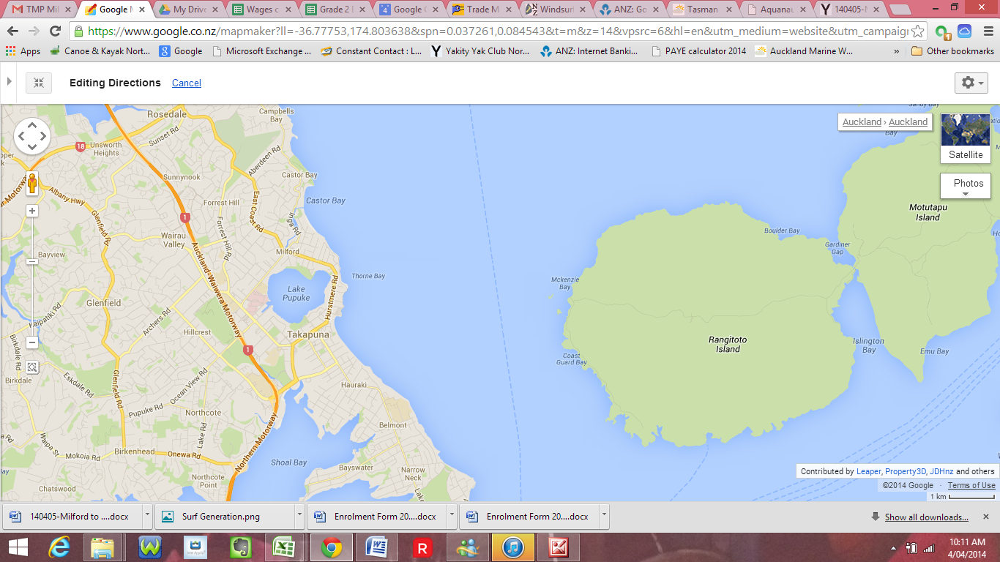 TMP Mil
Google M
My Drive
Wages c
Grade 2
Google C
Trade M
Windsur
ANZ: Go
Tasman
Aquanau
140405-M
https://www.google.co.nz/mapmaker?ll=-36.77753,174.803638&spn=0.037261,0.084543&t=m&z=14&vpsrc=6&hl=en&utm_medium=website&utm_campaign
Apps
Canoe & Kayak Nort...
Google
Microsoft Exchange ...
Constant Contact : L...
Yakity Yak Club Nor...
ANZ: Internet Banki...
PAYE calculator 2014
Auckland Marine W...
»
Other bookmarks
Editing Directions
Cancel
Auckland › Auckland
Satellite
Photos
Rosedale
Campbells
Bay
Sunset Rd
Unsworth
Heights
18
Aberdeen Rd
Sunnynook
Castor Bay
Albany Hwy
Forrest Hill
East Coast Rd
Castor Bay
Inga Rd
1
Glenfield Rd
Forrest Hill Rd
Wairau
Valley
Milford
Bayview
Auckland-Waiwera Motorway
Thorne Bay
Lake
Pupuke
Hurstmere Rd
Glenfield
Kaipatiki Rd
Archers Rd
Hillcrest
Takapuna
1
Birkdale Rd
Birkdale
Eskdale Rd
Glenfield Rd
Ocean View Rd
Hauraki
Pupuke Rd
Northcote
Lake Rd
Belmont
Waipa St
Mokoia Rd
Birkenhead
Onewa Rd
Northern Motorway
Shoal Bay
Bayswater
Narrow
Neck
Northcote
Point
Chatswood
Motutapu
Island
Boulder Bay
Gardiner
Gap
Mckenzie
Bay
Rangitoto
Island
Coast
Guard Bay
Islington
Bay
Emu Bay
Contributed by Leaper, Property3D, JDHnz and others
©2014 Google · Terms of Use
1 km
140405-Milford to ....docx
Surf Generation.png
Enrolment Form 20....docx
Enrolment Form 20....docx
Show all downloads...
10:11 AM
4/04/2014